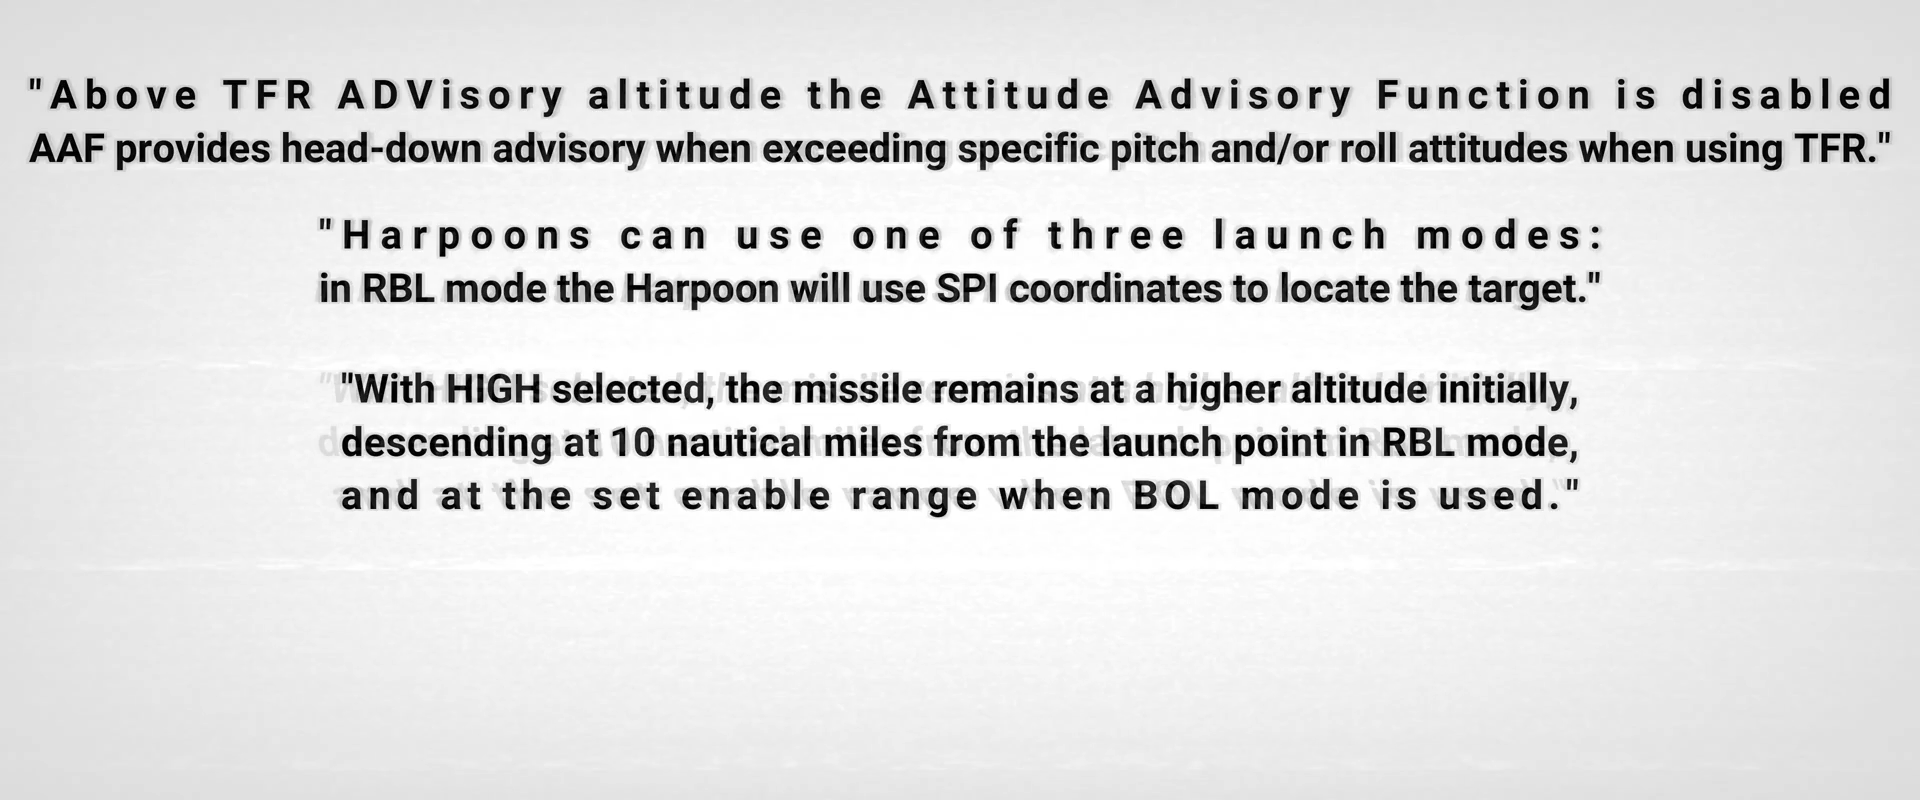 "Above TFR ADVisory altitude the Attitude Advisory Function is disabled
AAF provides head-down advisory when exceeding specific pitch and/or roll attitudes when using TFR."
"Harpoons can use one of three launch modes:
in RBL mode the Harpoon will use SPI coordinates to locate the target."
"With HIGH selected, the missile remains at a higher altitude initially,
descending at 10 nautical miles from the launch point in RBL mode,
and at the set enable range when BOL mode is used."